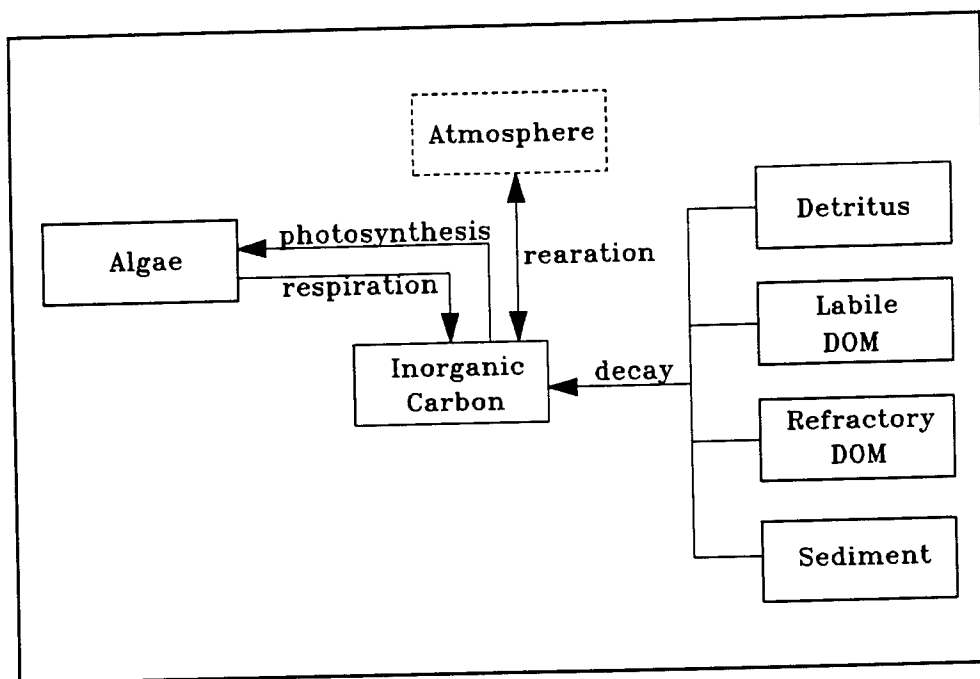 Atmosphere
Detritus
photosynthesis
Algae
rearation
respiration
Labile
DOM
Inorganic
Carbon
decay
Refractory
DOM
Sediment